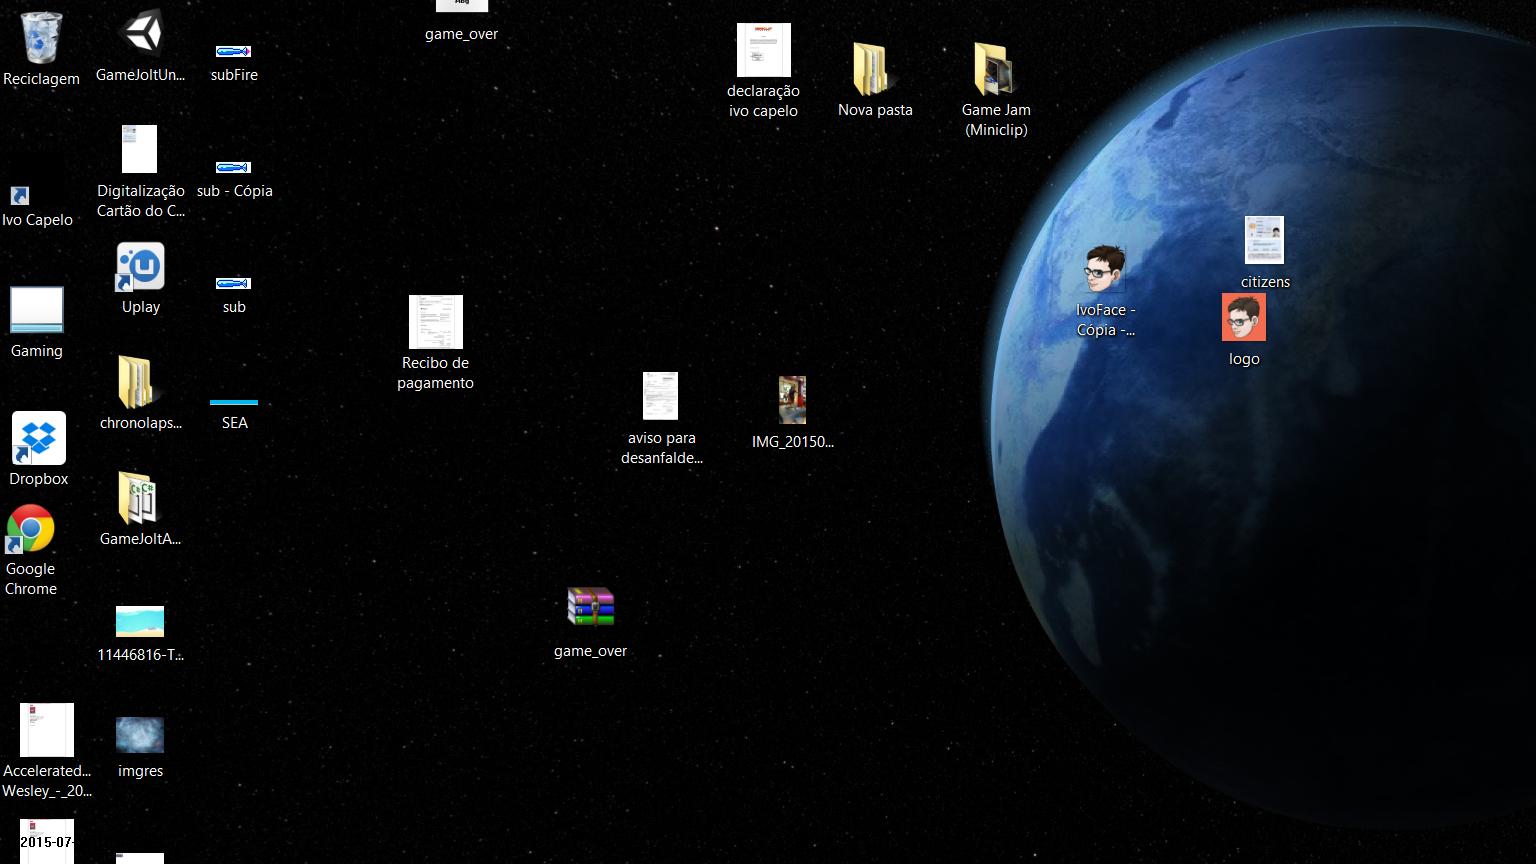 game_over
Reciclagem
GameJoltUn...
subFire
declaração
ivo capelo
Nova pasta
Game Jam
(Miniclip)
Digitalização
Cartão do C...
sub - Cópia
Ivo Capelo
Uplay
sub
citizens
IvoFace -
Cópia -...
Gaming
Recibo de
pagamento
logo
chronolaps...
SEA
aviso para
desanfalde...
IMG_20150...
Dropbox
GameJoltA...
Google
Chrome
11446816-T...
game_over
Accelerated...
Wesley_-_20...
imgres
2015-07-